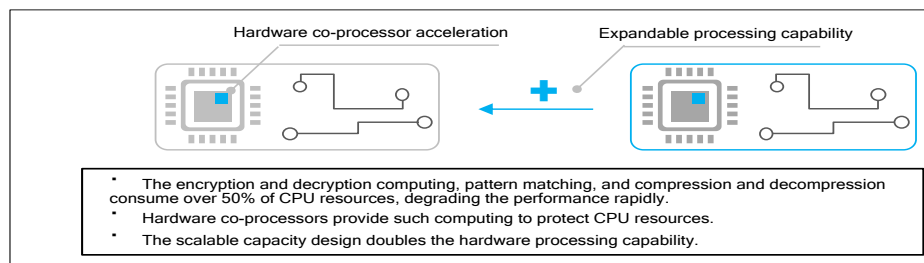 Hardware co-processor acceleration
Expandable processing capability
• The encryption and decryption computing, pattern matching, and compression and decompression
consume over 50% of CPU resources, degrading the performance rapidly.
• Hardware co-processors provide such computing to protect CPU resources.
• The scalable capacity design doubles the hardware processing capability.